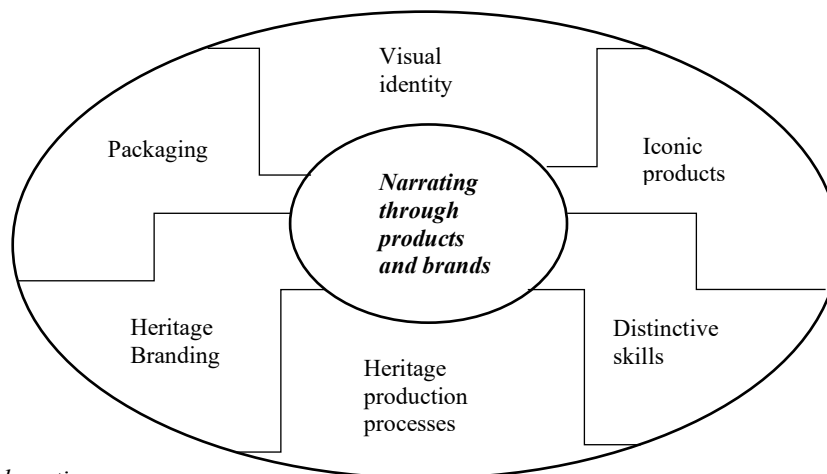 Visual
identity
Packaging
Iconic
products
Narrating
through
products
and brands
Heritage
Branding
Distinctive
skills
Heritage
production
processes